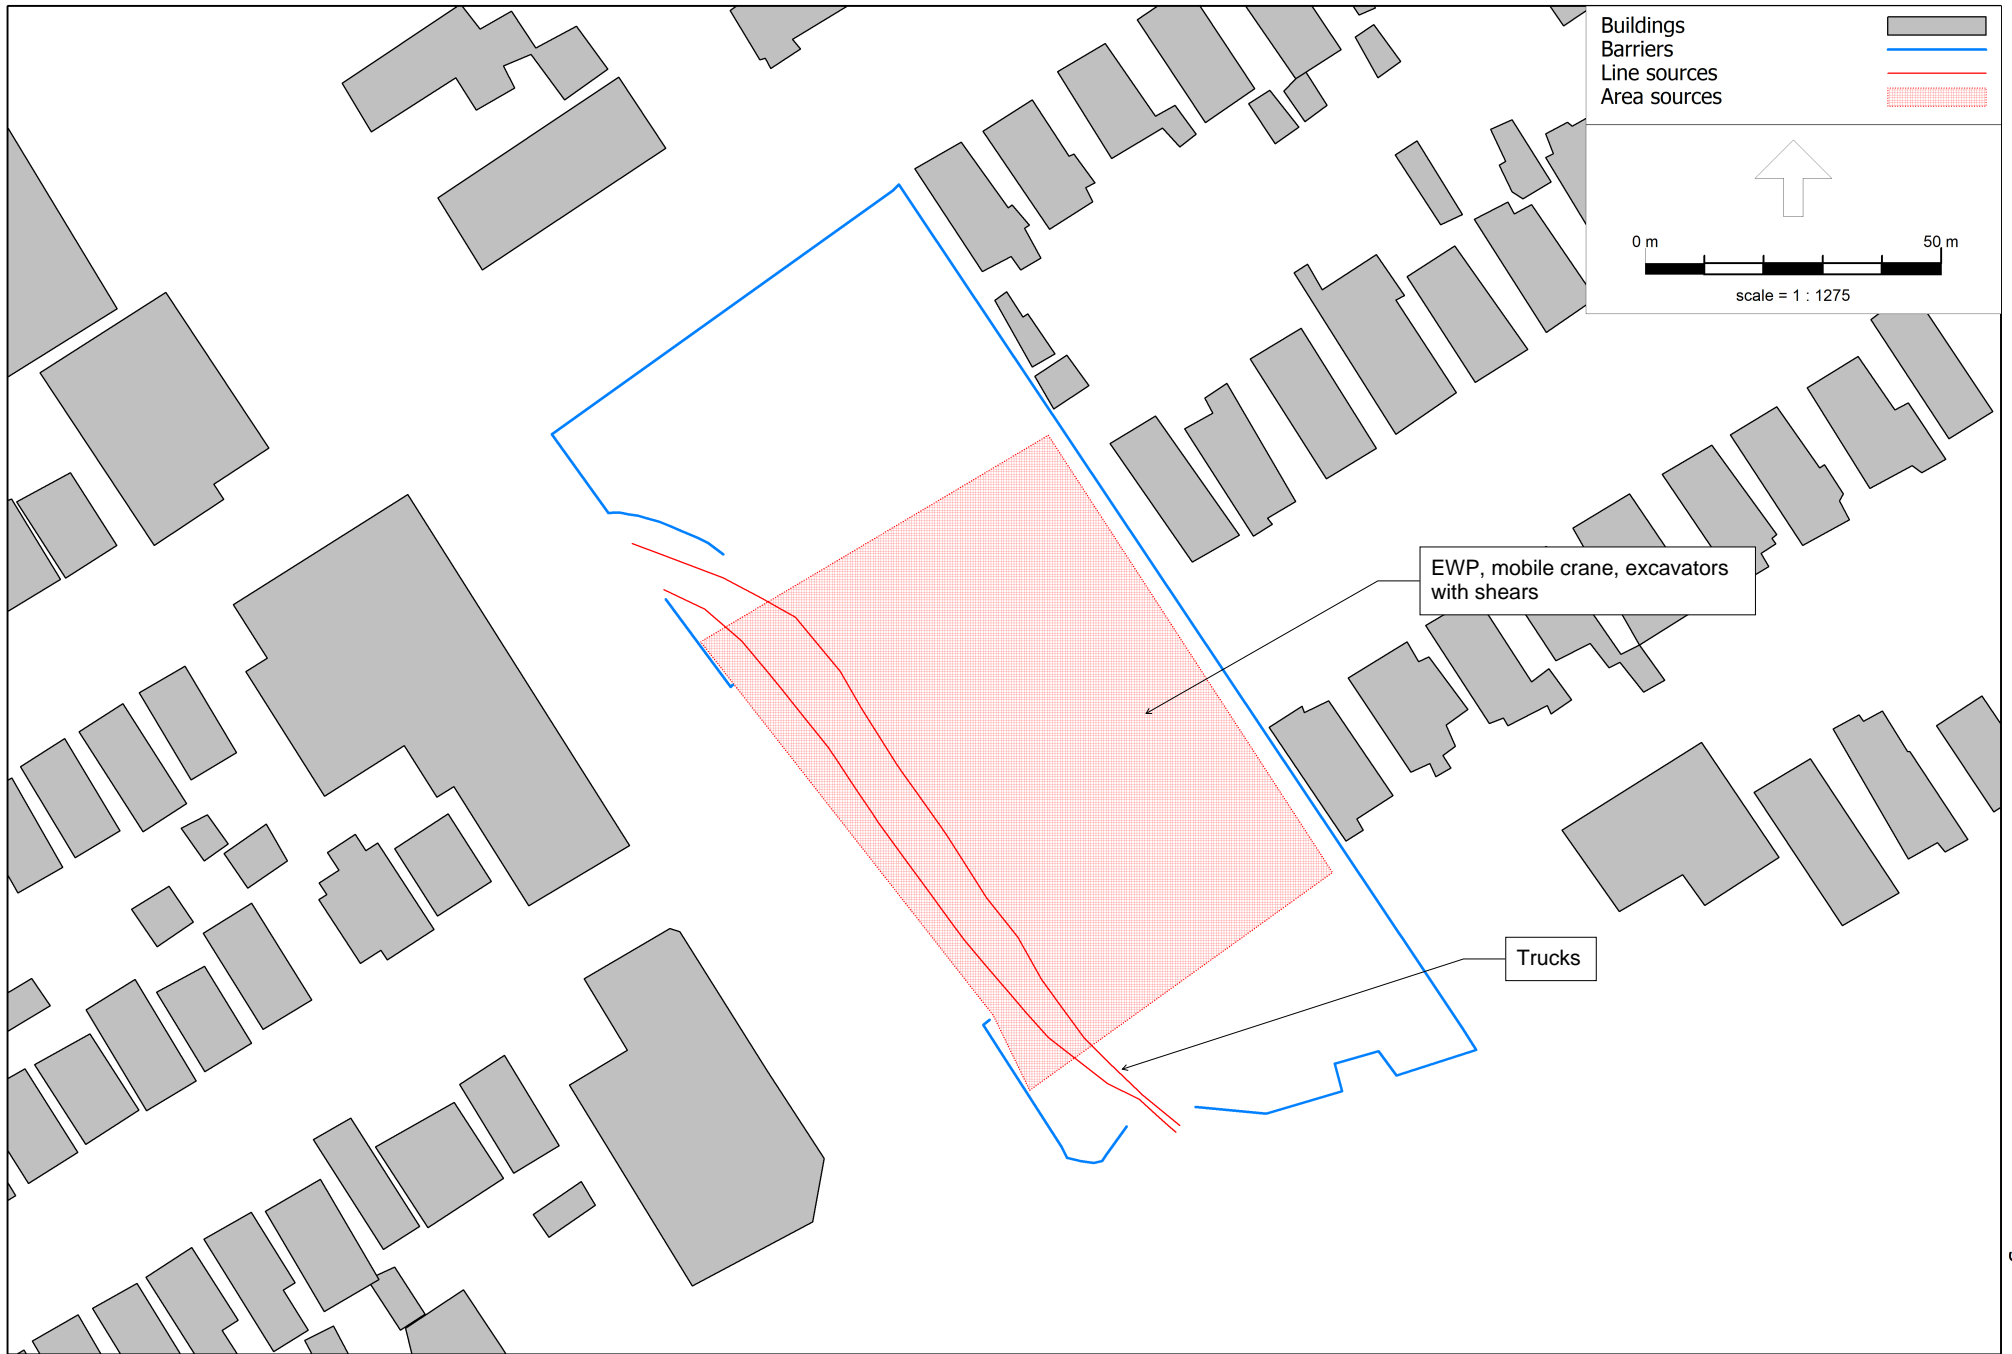 Buildings
Barriers
Line sources
Area sources
0 m 50 m
scale = 1 : 1275
EWP, mobile crane, excavators
with shears
Trucks